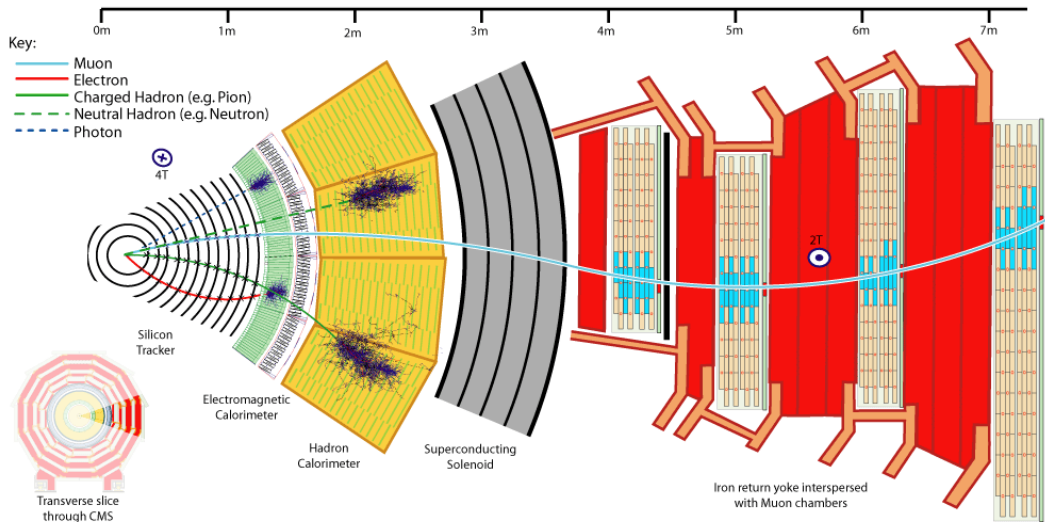 0m 1m 2m 3m 4m 5m 6m 7m
Key:
Muon
Electron
Charged Hadron (e.g. Pion)
Neutral Hadron (e.g. Neutron)
Photon
4T
2T
Silicon
Tracker
Electromagnetic
Calorimeter
Hadron
Calorimeter
Superconducting
Solenoid
Iron return yoke interspersed
with Muon chambers
Transverse slice
through CMS